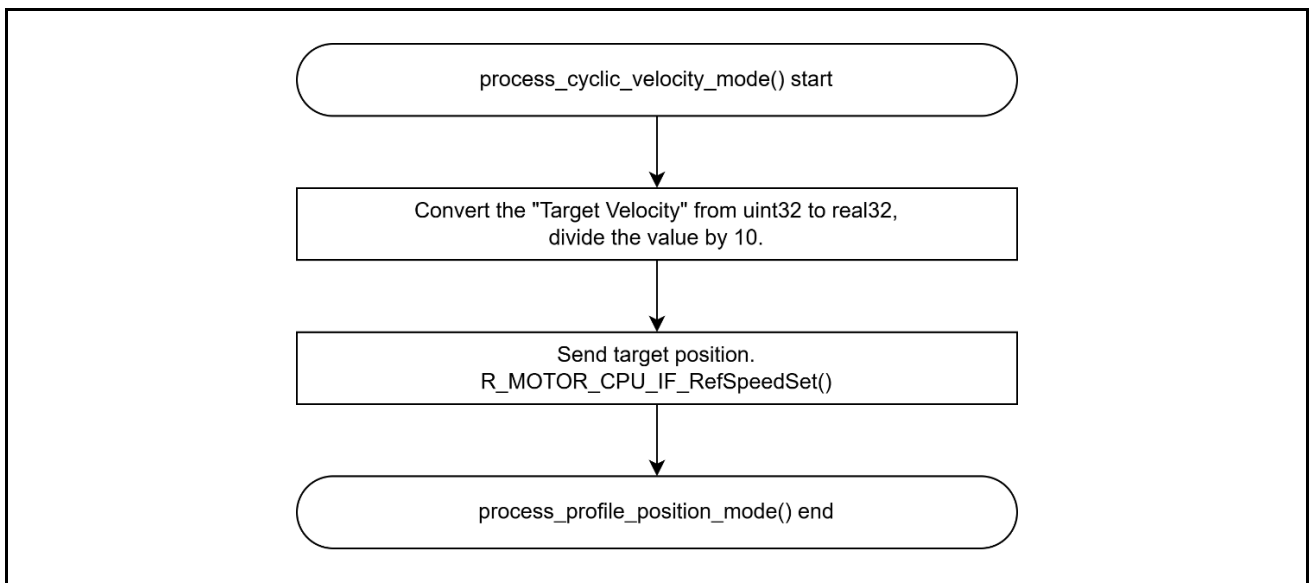 process_cyclic_velocity_mode() start
Convert the "Target Velocity" from uint32 to real32,
divide the value by 10.
Send target position.
R_MOTOR_CPU_IF_RefSpeedSet()
process_profile_position_mode() end